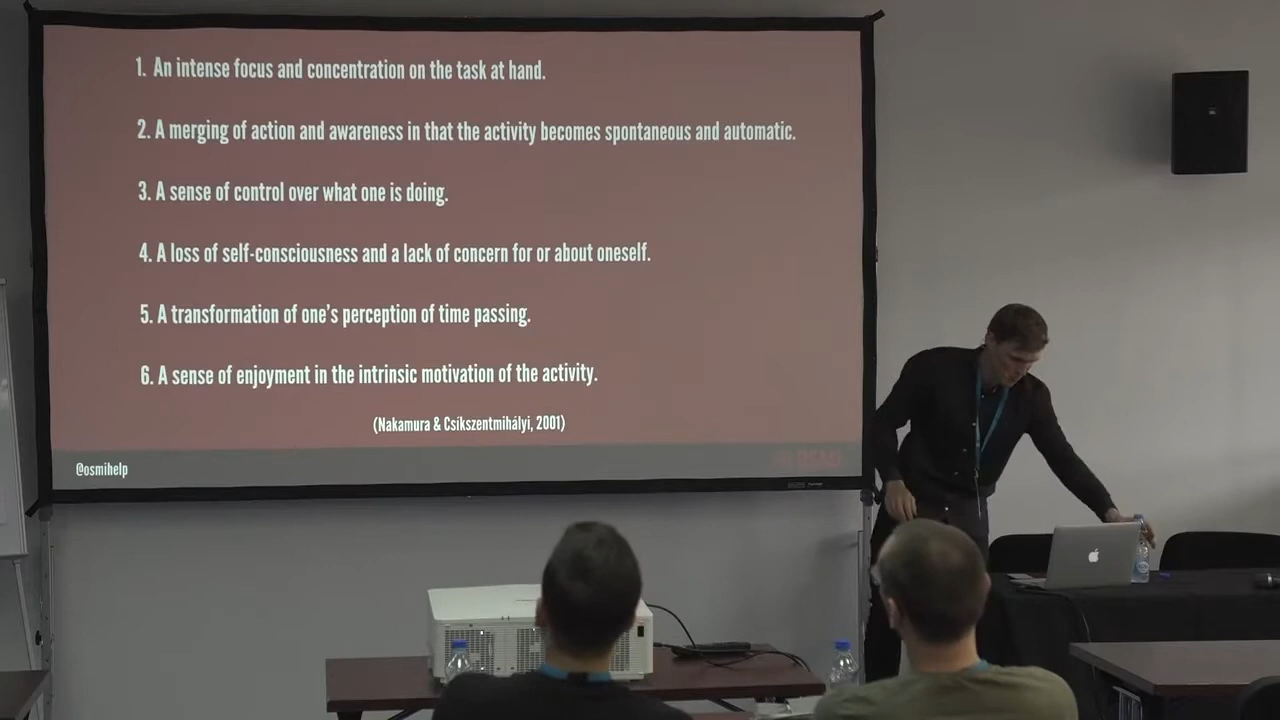 1. An intense focus and concentration on the task at hand.
2. A merging of action and awareness in that the activity becomes spontaneous and automatic.
3. A sense of control over what one is doing.
4. A loss of self-consciousness and a lack of concern for or about oneself.
5. A transformation of one's perception of time passing.
6. A sense of enjoyment in the intrinsic motivation of the activity.
(Nakamura & Csikszentmihályi, 2001)
@osmihelp